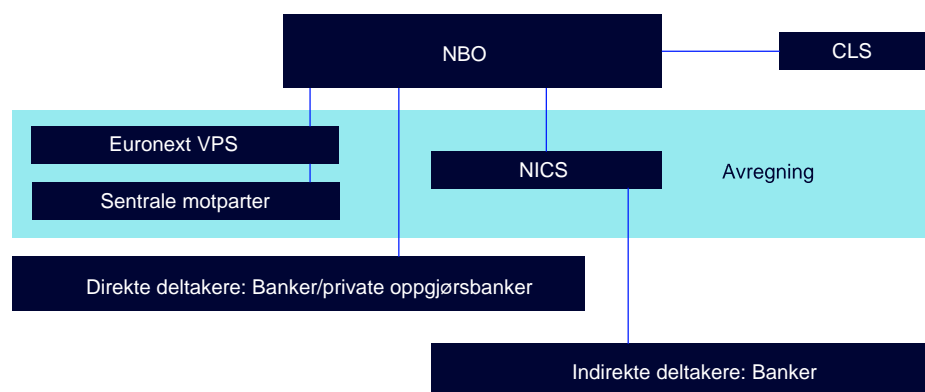 NBO
CLS
Euronext VPS
NICS
Avregning
Sentrale motparter
Direkte deltakere: Banker/private oppgjørsbanker
Indirekte deltakere: Banker